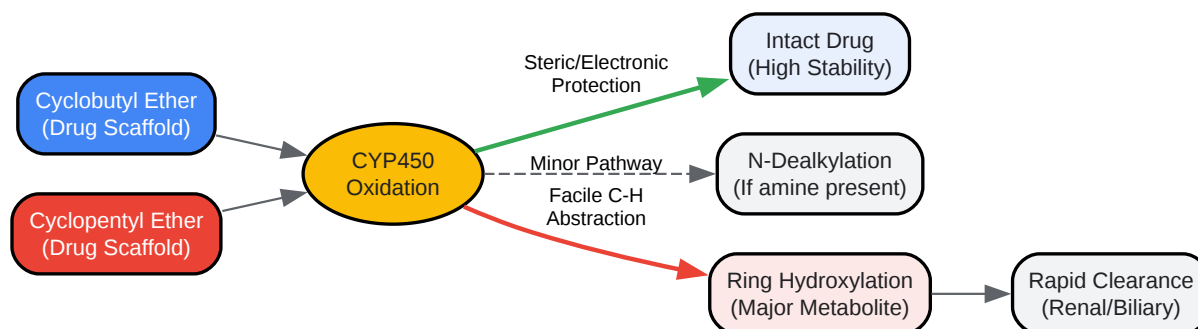 Cyclobutyl Ether
(Drug Scaffold)
Cyclopentyl Ether
(Drug Scaffold)
CYP450
Oxidation
Steric/Electronic
Protection
Minor Pathway
Facile C-H
Abstraction
Intact Drug
(High Stability)
N-Dealkylation
(If amine present)
Ring Hydroxylation
(Major Metabolite)
Rapid Clearance
(Renal/Biliary)